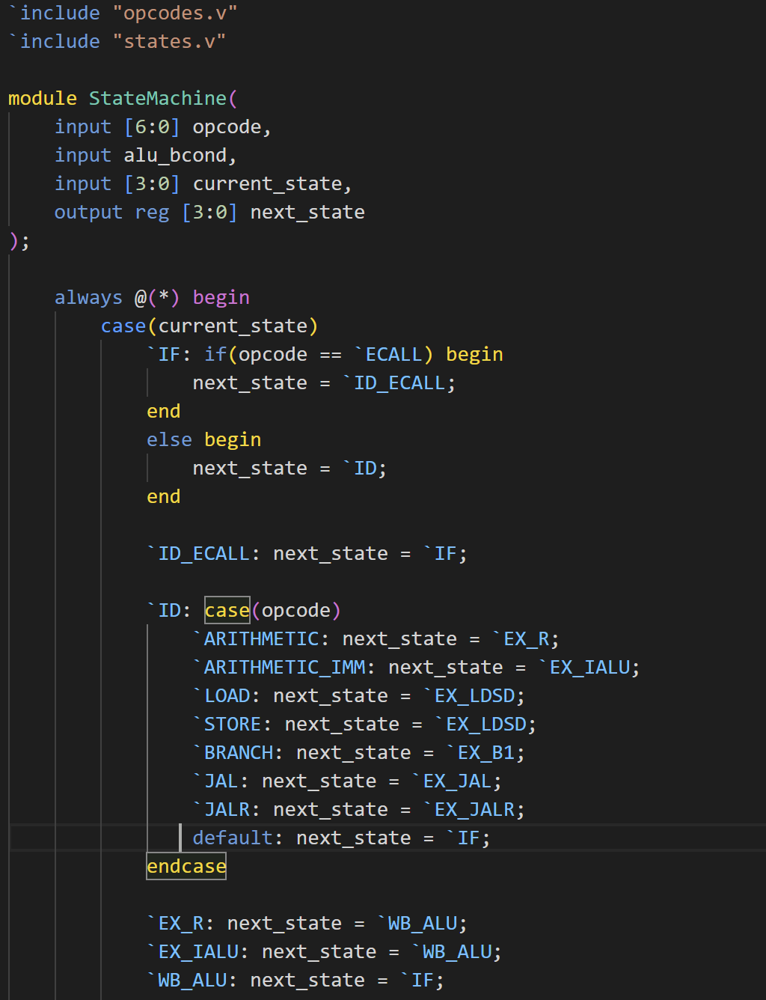 `include "opcodes.v"
`include "states.v"

module StateMachine(
    input [6:0] opcode,
    input alu_bcond,
    input [3:0] current_state,
    output reg [3:0] next_state
);

    always @(*) begin
        case(current_state)
            `IF: if(opcode == `ECALL) begin
                next_state = `ID_ECALL;
            end
            else begin
                next_state = `ID;
            end

            `ID_ECALL: next_state = `IF;

            `ID: case(opcode)
                `ARITHMETIC: next_state = `EX_R;
                `ARITHMETIC_IMM: next_state = `EX_IALU;
                `LOAD: next_state = `EX_LDSD;
                `STORE: next_state = `EX_LDSD;
                `BRANCH: next_state = `EX_B1;
                `JAL: next_state = `EX_JAL;
                `JALR: next_state = `EX_JALR;
                default: next_state = `IF;
            endcase

            `EX_R: next_state = `WB_ALU;
            `EX_IALU: next_state = `WB_ALU;
            `WB_ALU: next_state = `IF;